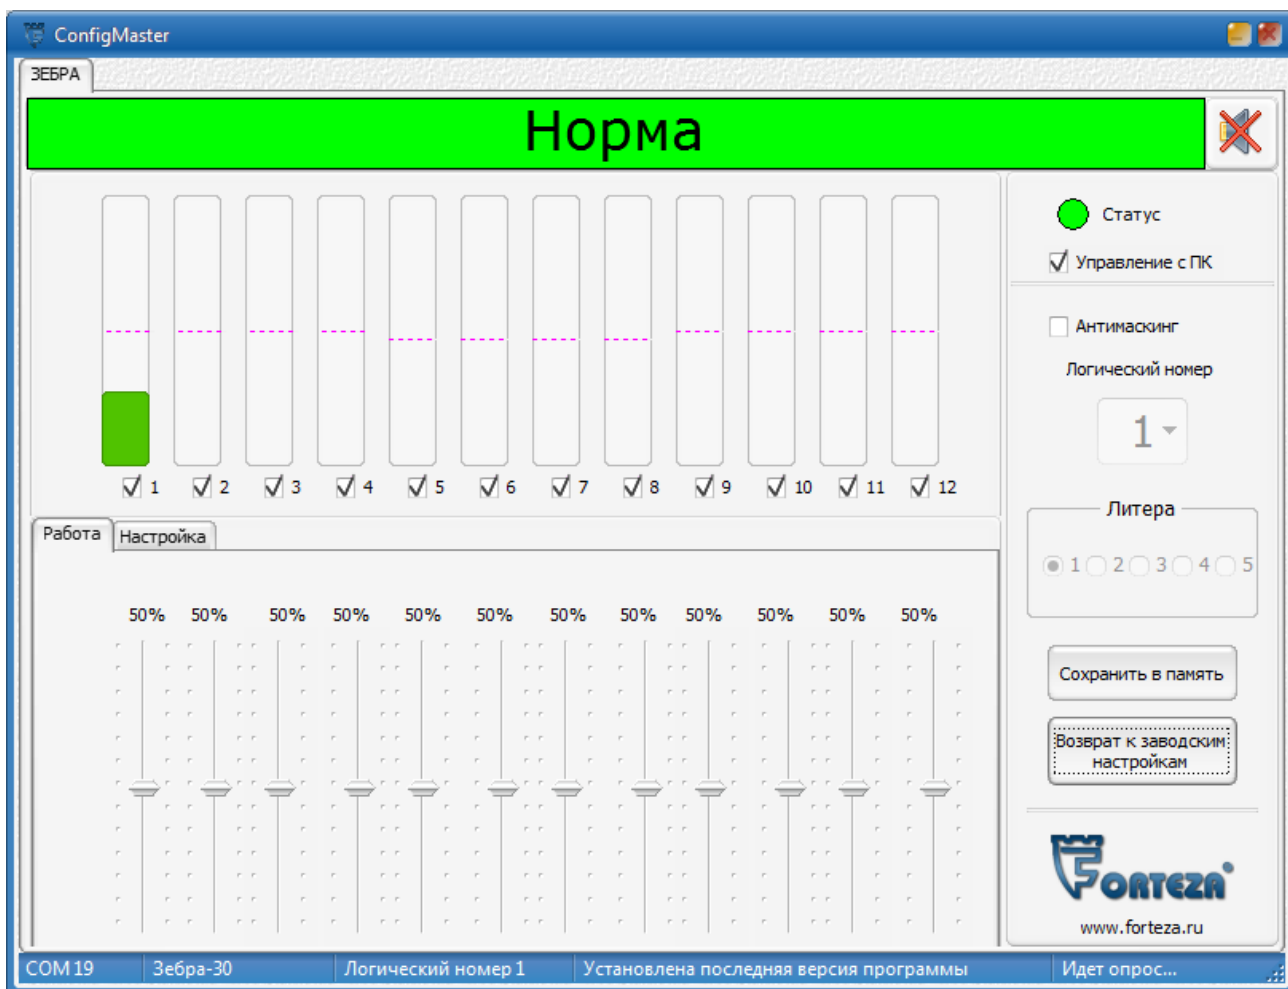 ConfigMaster
ЗЕБРА
Норма
1 2 3 4 5 6 7 8 9 10 11 12
Статус
Управление с ПК
Антимаскинг
Логический номер
1
Литера
1 2 3 4 5
Работа Настройка
50% 50% 50% 50% 50% 50% 50% 50% 50% 50% 50% 50%
Сохранить в память
Возврат к заводским
настройкам
FORTEZA
www.forteza.ru
COM 19 Зебра-30 Логический номер 1 Установлена последняя версия программы Идет опрос...